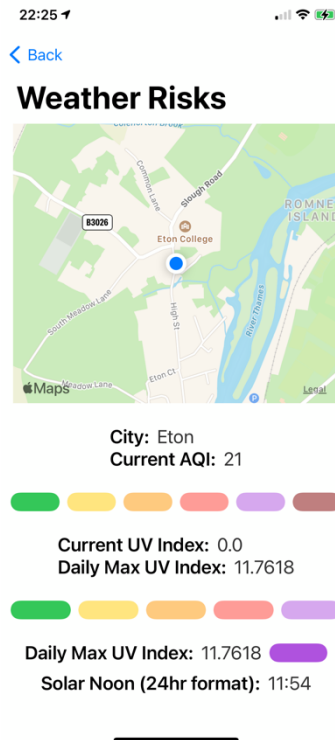 22:25
Back
Weather Risks
Colenorton Brook
Common Lane
Slough Road
ROMNEY
ISLAND
B3026
Eton College
South Meadow Lane
High St
River Thames
Eton Ct
Meadow Lane
Maps
Legal
City: Eton
Current AQI: 21
Current UV Index: 0.0
Daily Max UV Index: 11.7618
Daily Max UV Index: 11.7618
Solar Noon (24hr format): 11:54